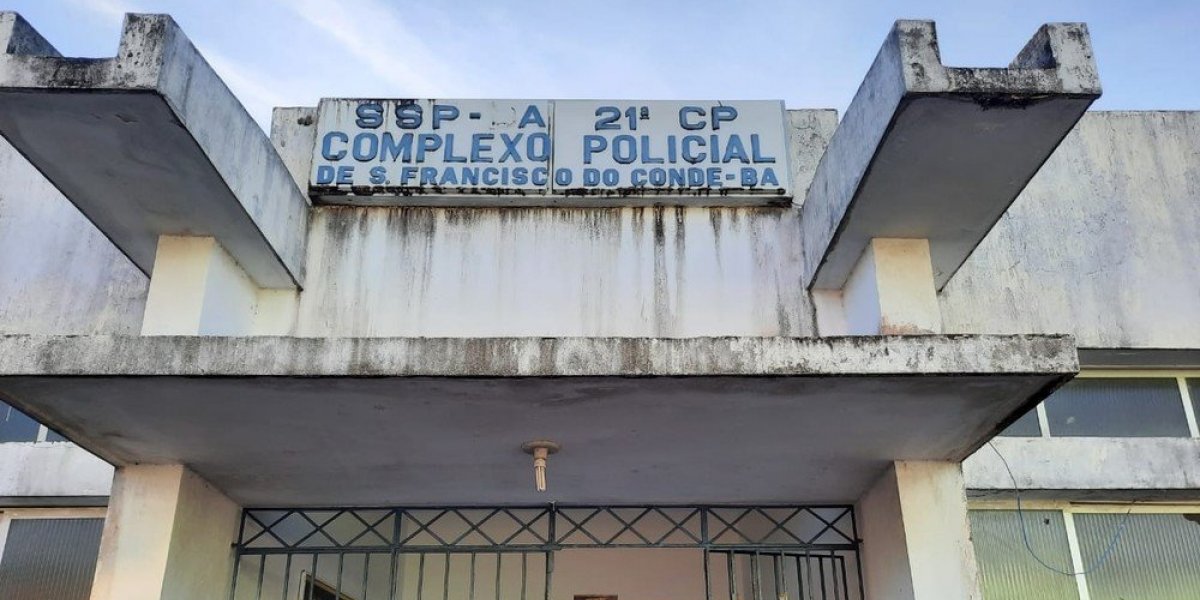 SSP- A 21ª CP
COMPLEXO POLICIAL
DE S. FRANCISCO DO CONDE-BA